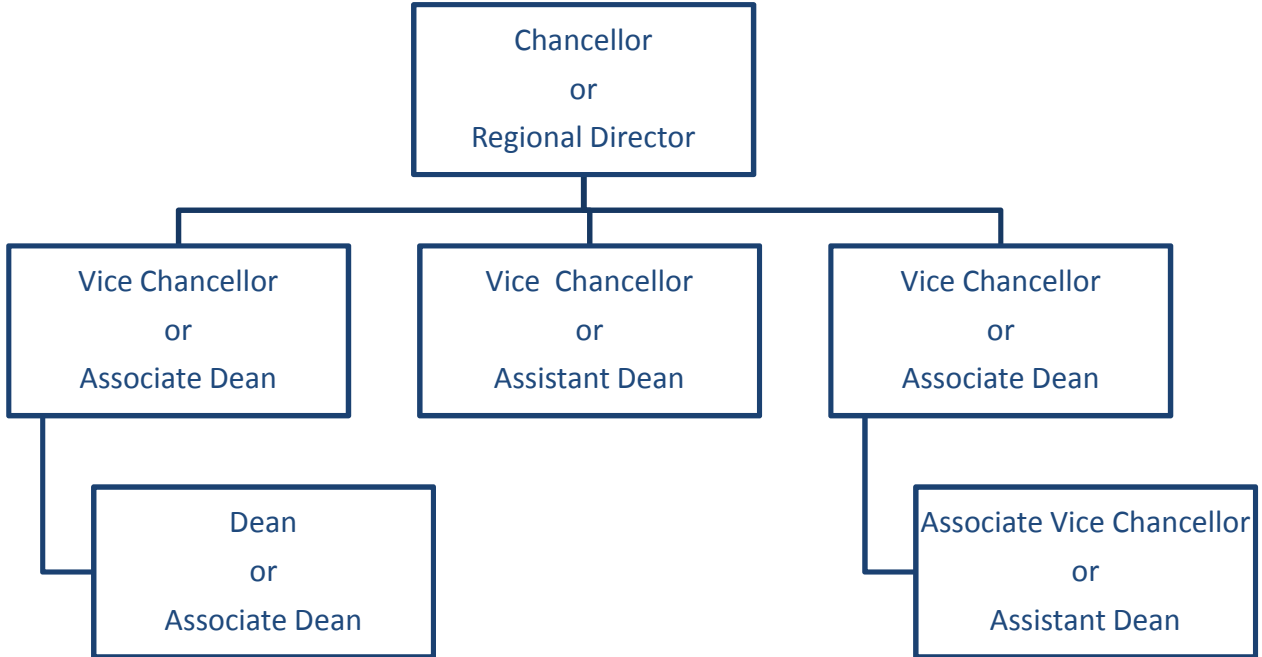 Chancellor
or
Regional Director
Vice Chancellor
or
Associate Dean
Vice  Chancellor
or
Assistant Dean
Vice Chancellor
or
Associate Dean
Dean
or
Associate Dean
Associate Vice Chancellor
or
Assistant Dean